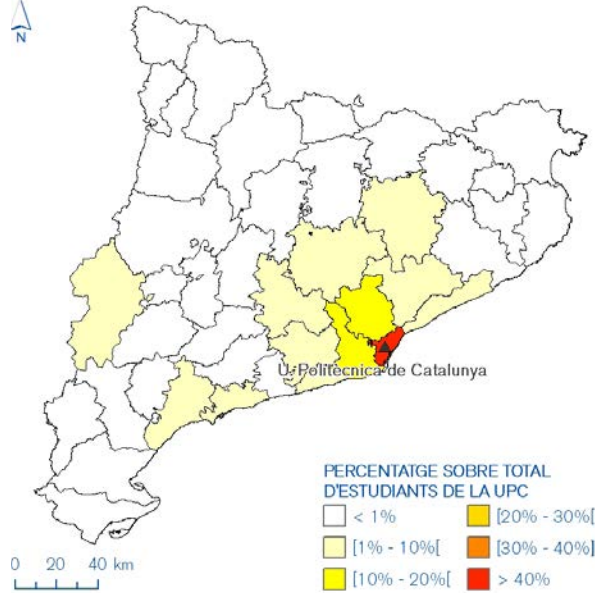 N
U. Politècnica de Catalunya
PERCENTATGE SOBRE TOTAL
D'ESTUDIANTS DE LA UPC
< 1%
[20% - 30%[
[1% - 10%[
[30% - 40%]
[10% - 20%[
> 40%
0 20 40 km